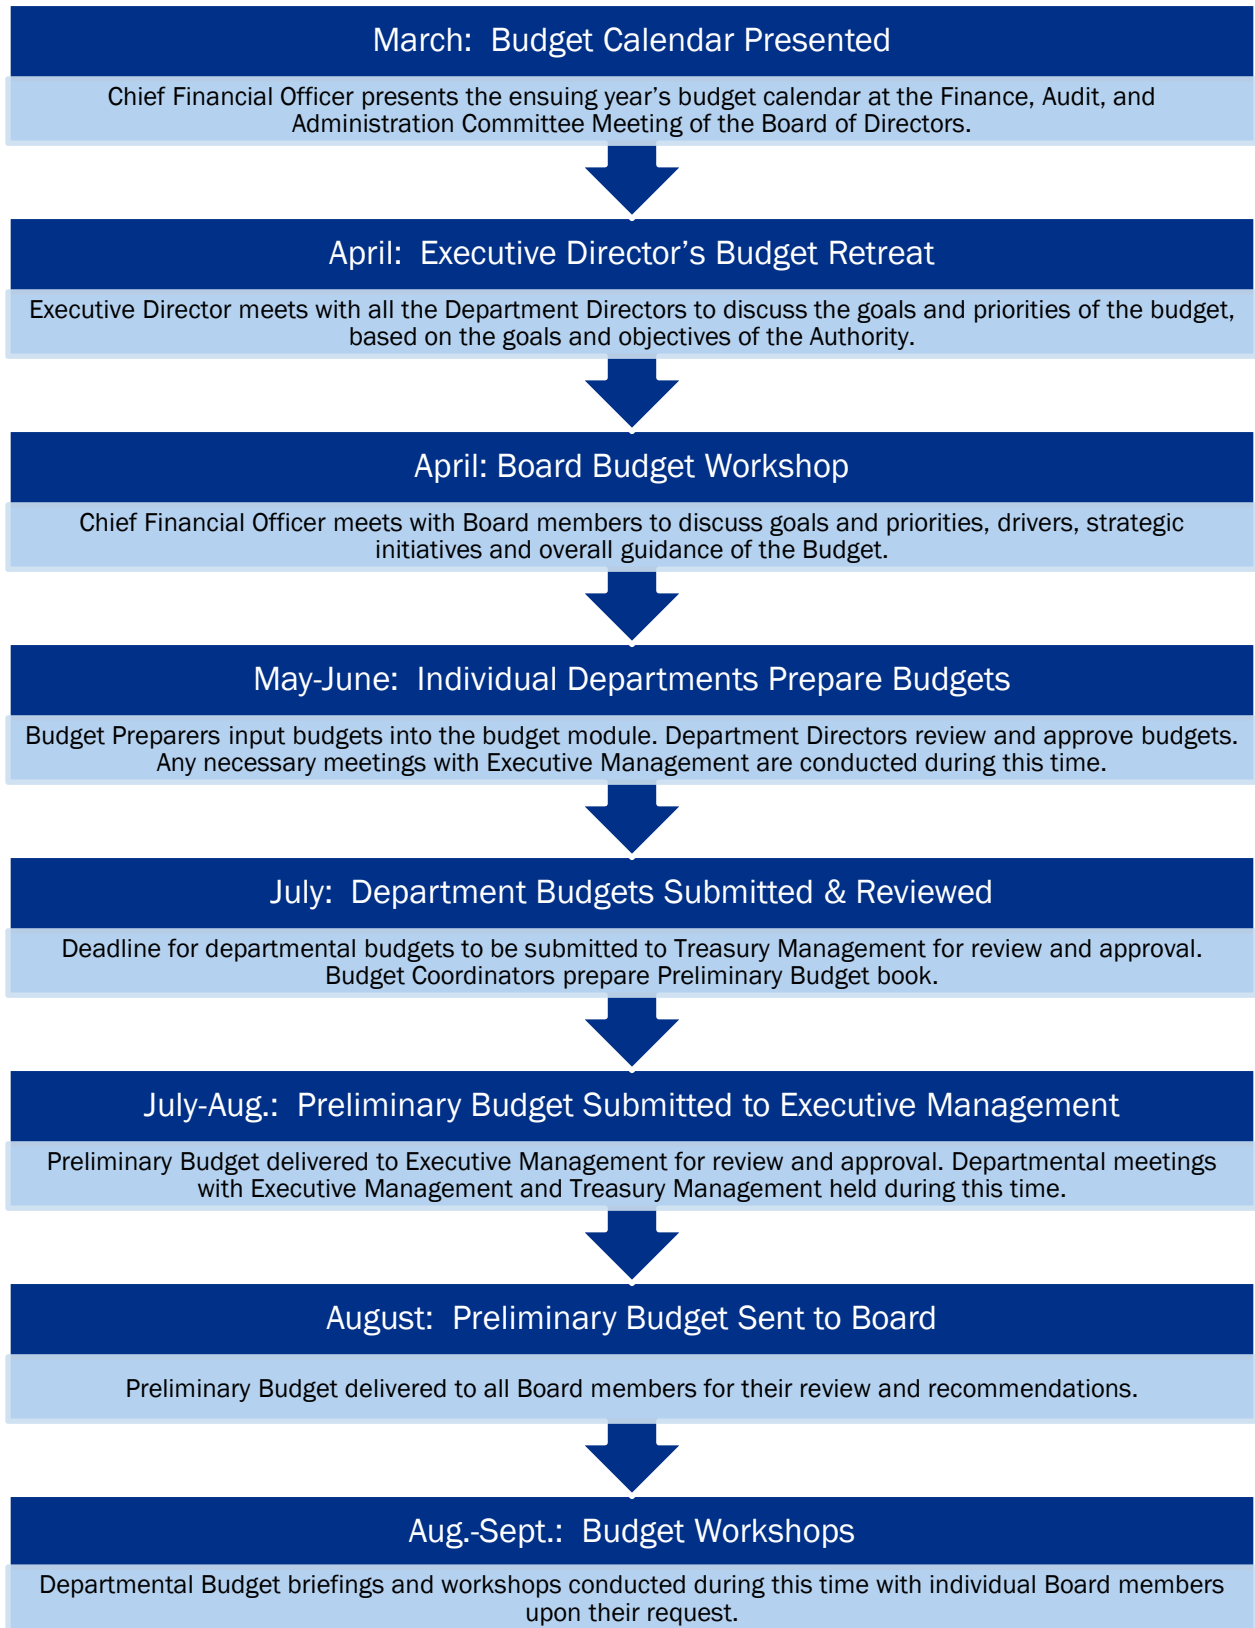 March:  Budget Calendar Presented
Chief Financial Officer presents the ensuing year's budget calendar at the Finance, Audit, and
Administration Committee Meeting of the Board of Directors.
April:  Executive Director's Budget Retreat
Executive Director meets with all the Department Directors to discuss the goals and priorities of the budget,
based on the goals and objectives of the Authority.
April: Board Budget Workshop
Chief Financial Officer meets with Board members to discuss goals and priorities, drivers, strategic
initiatives and overall guidance of the Budget.
May-June:  Individual Departments Prepare Budgets
Budget Preparers input budgets into the budget module. Department Directors review and approve budgets.
Any necessary meetings with Executive Management are conducted during this time.
July:  Department Budgets Submitted & Reviewed
Deadline for departmental budgets to be submitted to Treasury Management for review and approval.
Budget Coordinators prepare Preliminary Budget book.
July-Aug.:  Preliminary Budget Submitted to Executive Management
Preliminary Budget delivered to Executive Management for review and approval. Departmental meetings
with Executive Management and Treasury Management held during this time.
August:  Preliminary Budget Sent to Board
Preliminary Budget delivered to all Board members for their review and recommendations.
Aug.-Sept.:  Budget Workshops
Departmental Budget briefings and workshops conducted during this time with individual Board members
upon their request.